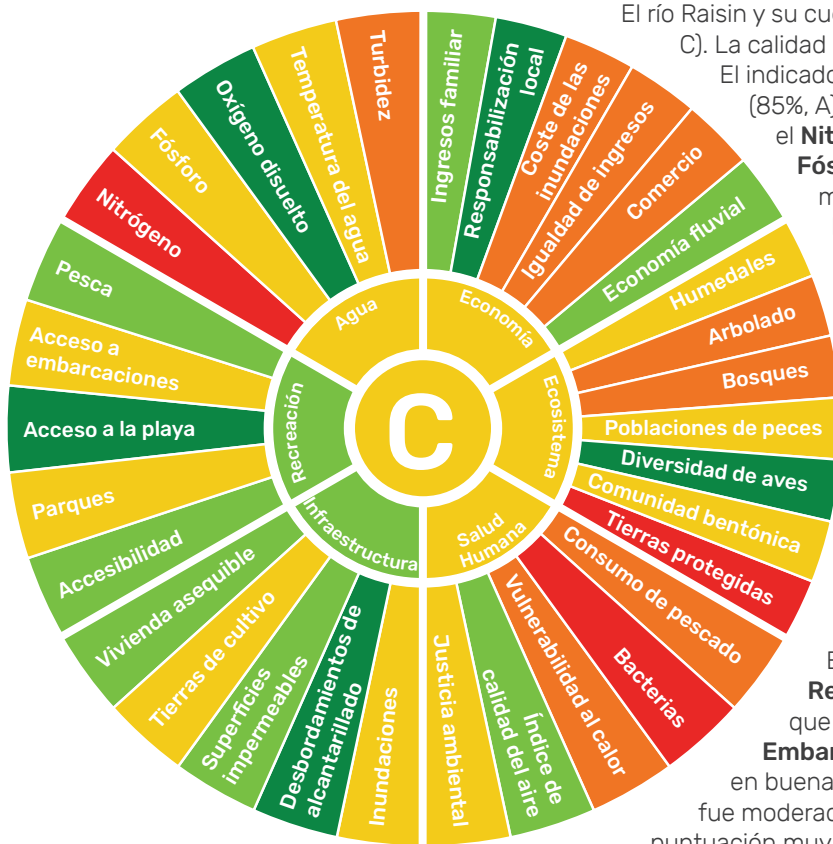 El río Raisin y su
C). La calidad
El indicado
(85%, A)
el
Fós
Turbidez
Temperatura del agua
Oxígeno disuelto
Fósforo
Nitrógeno
Agua
Ingresos familiar
Responsabilización
local
Coste de las
inundaciones
Igualdad de ingresos
Comercio
Economía fluvial
Economía
Humedales
Arbolado
Bosques
Poblaciones de peces
Diversidad de aves
Comunidad bentónica
Tierras protegidas
Ecosistema
Consumo de pescado
Bacterias
Vulnerabilidad al calor
Índice de
calidad del aire
Justicia ambiental
Salud
Humana
Inundaciones
Desbordamientos de
alcantarillado
Superficies
impermeables
Tierras de cultivo
Vivienda asequible
Infraestructura
Accesibilidad
Parques
Acceso a la playa
Acceso a
embarcaciones
Pesca
Recreación
C
Re
que
Embar
en buena
fue moderad
puntuación muy